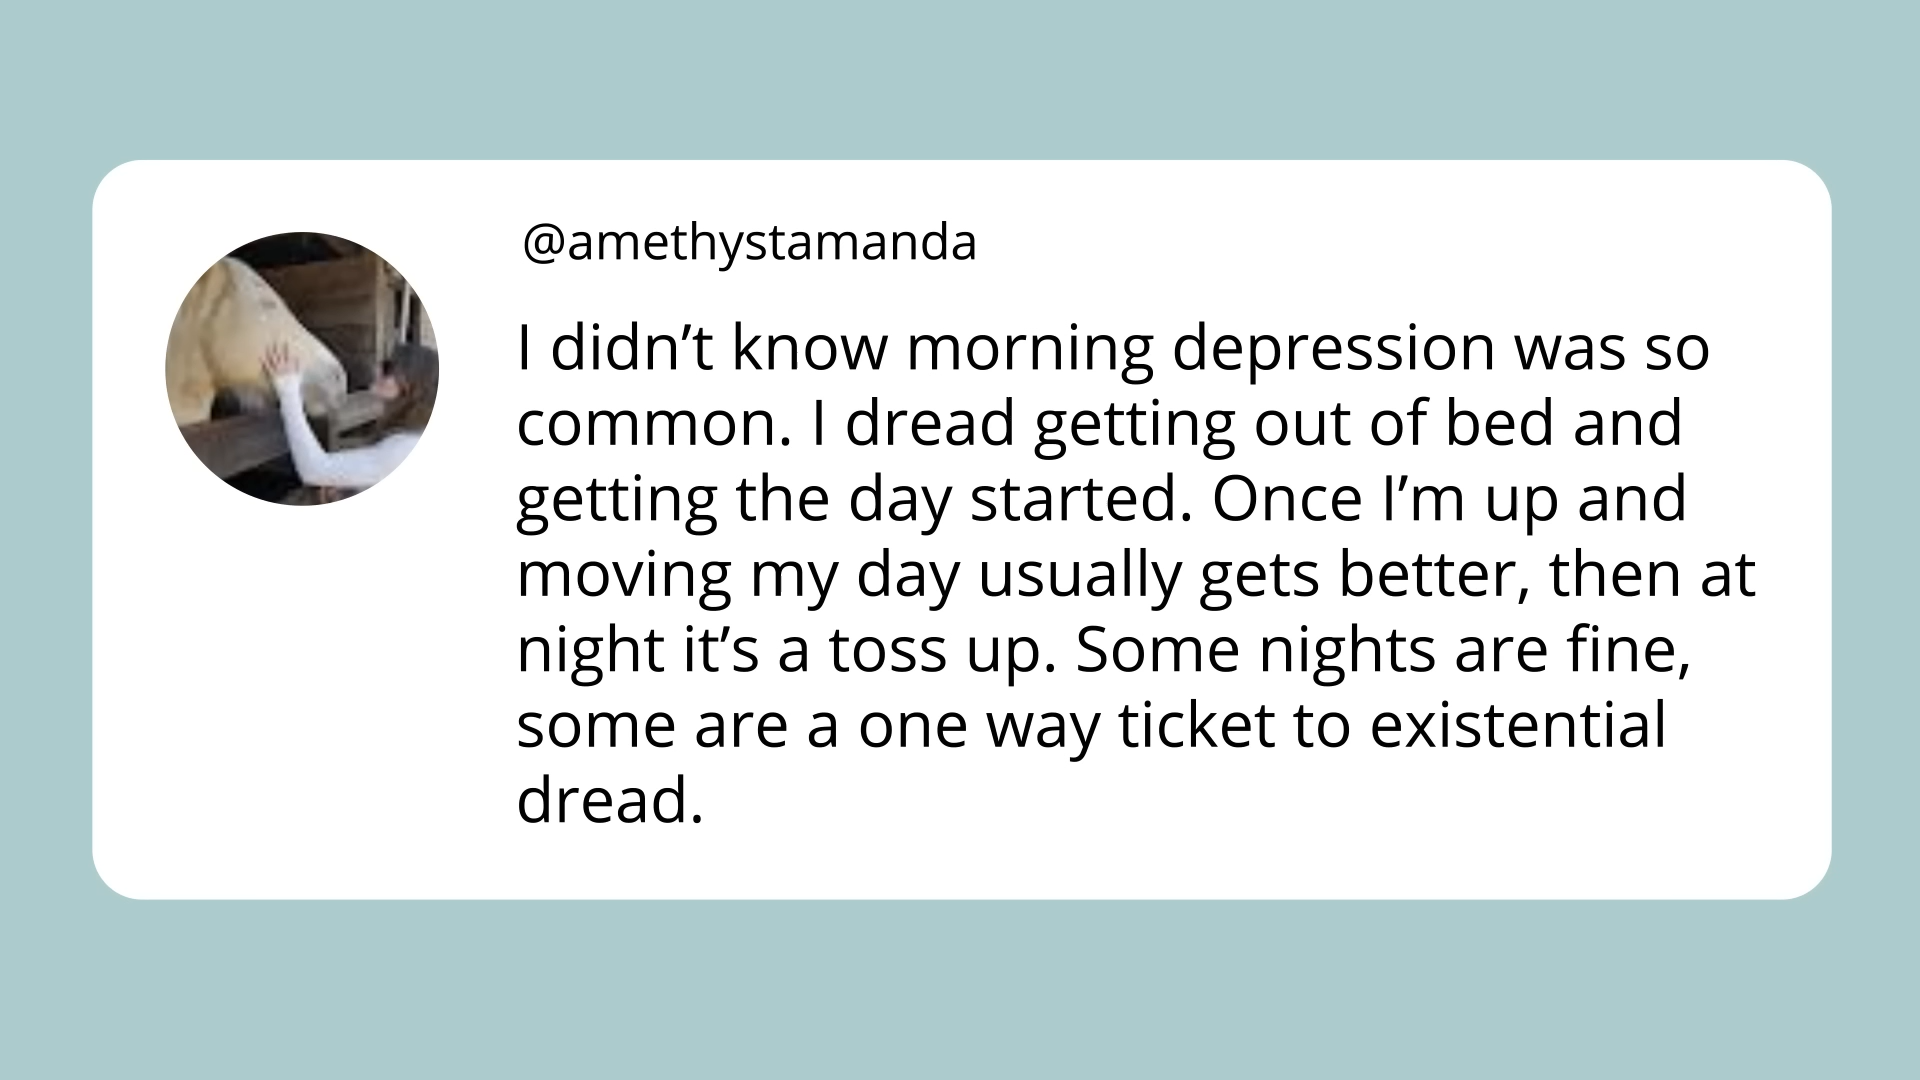 @amethystamanda
I didn’t know morning depression was so
common. I dread getting out of bed and
getting the day started. Once I’m up and
moving my day usually gets better, then at
night it’s a toss up. Some nights are fine,
some are a one way ticket to existential
dread.